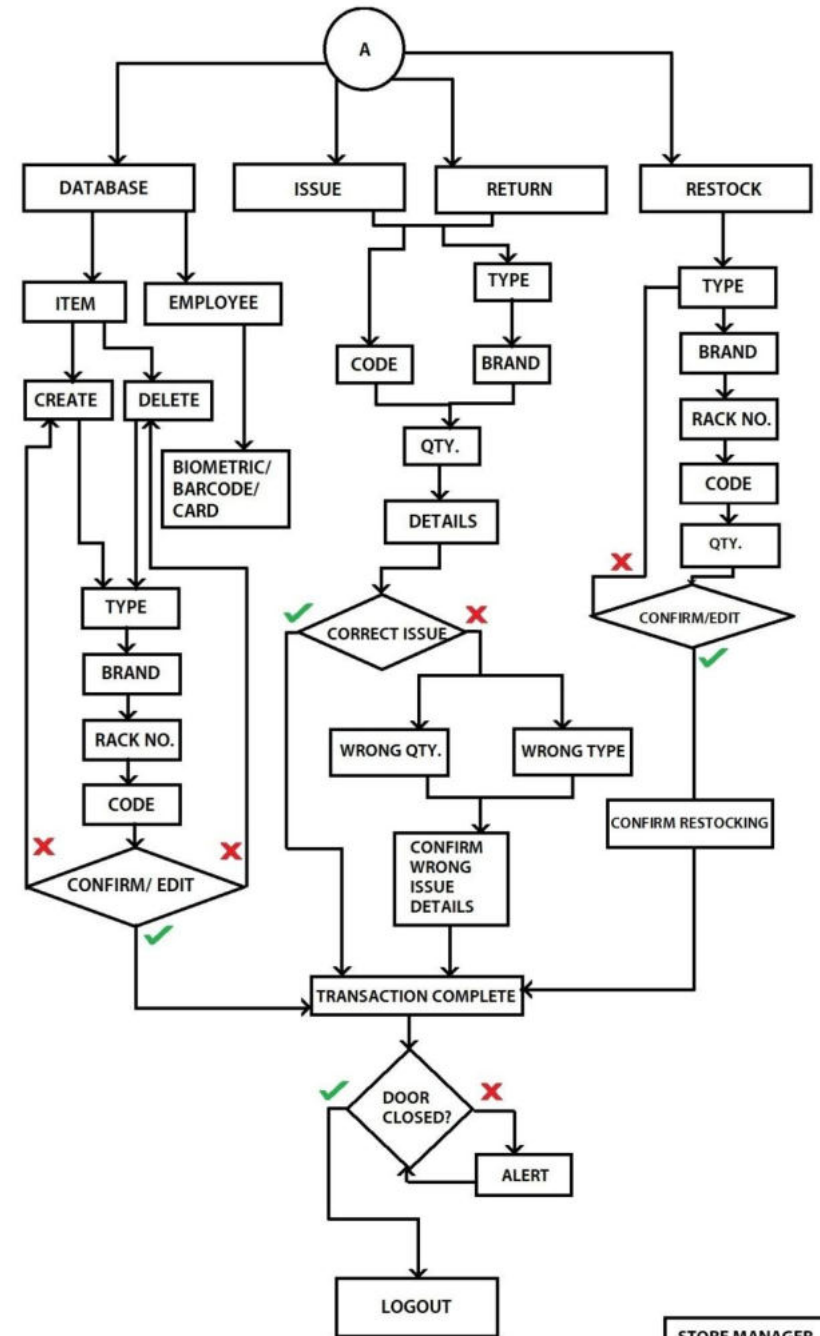 A
DATABASE
ISSUE
RETURN
RESTOCK
ITEM
EMPLOYEE
TYPE
TYPE
CODE
BRAND
BRAND
CREATE
DELETE
RACK NO.
BIOMETRIC/
BARCODE/
CARD
QTY.
CODE
DETAILS
QTY.
TYPE
CORRECT ISSUE
CONFIRM/EDIT
BRAND
RACK NO.
WRONG QTY.
WRONG TYPE
CODE
CONFIRM RESTOCKING
CONFIRM
WRONG
ISSUE
DETAILS
CONFIRM/ EDIT
TRANSACTION COMPLETE
DOOR
CLOSED?
ALERT
LOGOUT
STORE MANAGER